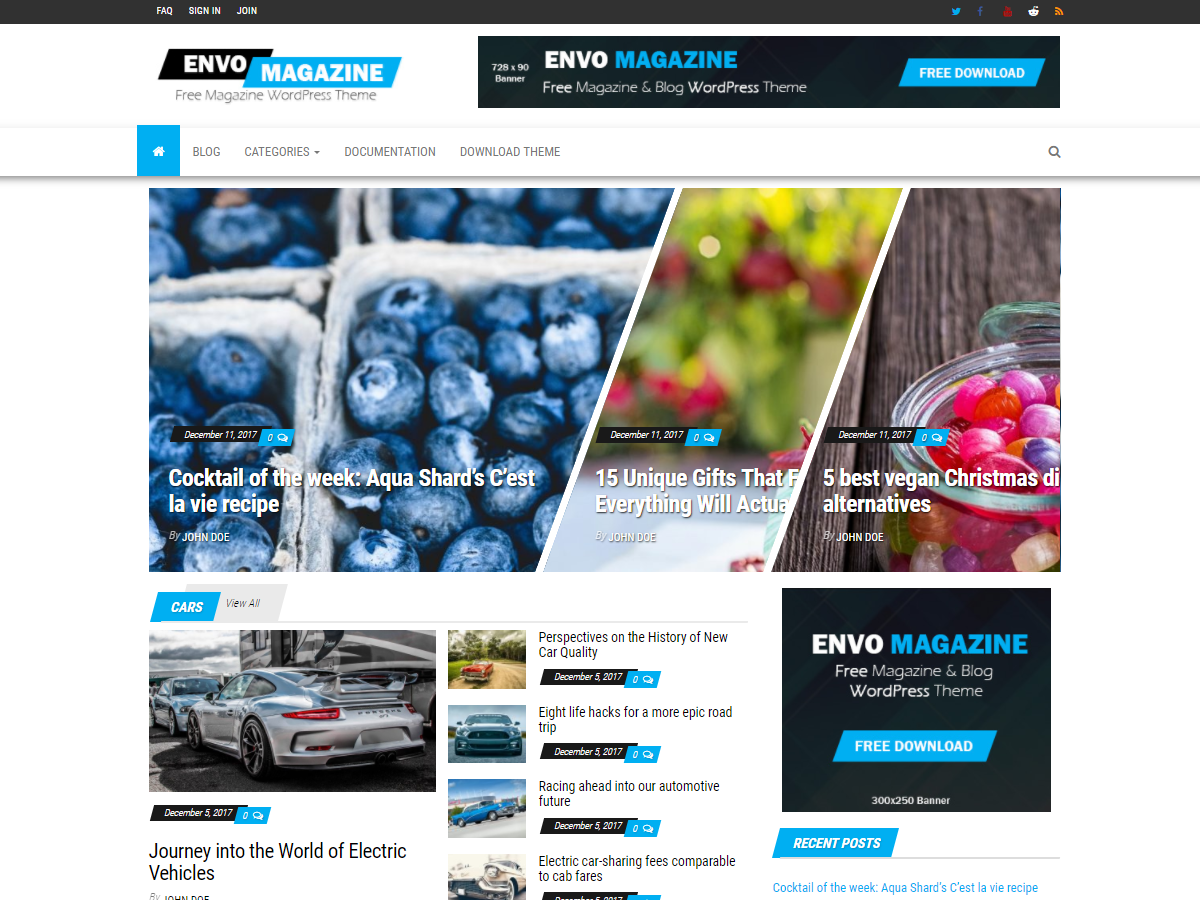 FAQ SIGN IN JOIN
ENVO MAGAZINE
Free Magazine WordPress Theme
728 x 90
Banner
ENVO MAGAZINE
Free Magazine & Blog WordPress Theme
FREE DOWNLOAD
BLOG CATEGORIES DOCUMENTATION DOWNLOAD THEME
December 11, 2017 0
Cocktail of the week: Aqua Shard’s C’est
la vie recipe
By JOHN DOE
December 11, 2017 0
15 Unique Gifts That F
Everything Will Actua
By JOHN DOE
December 11, 2017 0
5 best vegan Christmas di
alternatives
By JOHN DOE
CARS View All
PORSCHE
December 5, 2017 0
Journey into the World of Electric
Vehicles
By JOHN DOE
Perspectives on the History of New
Car Quality
December 5, 2017 0
Eight life hacks for a more epic road
trip
December 5, 2017 0
Racing ahead into our automotive
future
December 5, 2017 0
Electric car-sharing fees comparable
to cab fares
December 5, 2017
ENVO MAGAZINE
Free Magazine & Blog
WordPress Theme
FREE DOWNLOAD
300x250 Banner
RECENT POSTS
Cocktail of the week: Aqua Shard’s C’est la vie recipe